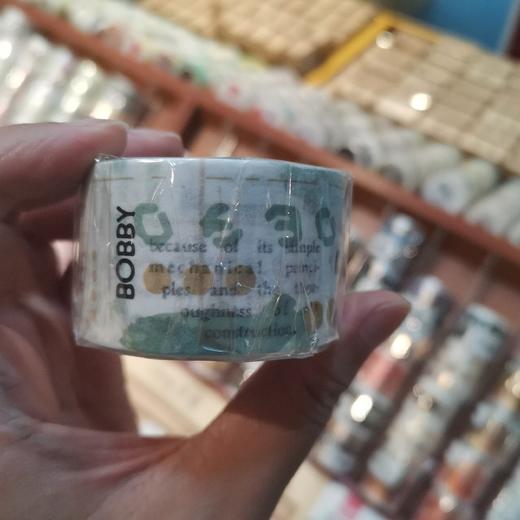 BOBBY
because of its simple
mechanical princi-
ples and the thor-
oughness of
construction.